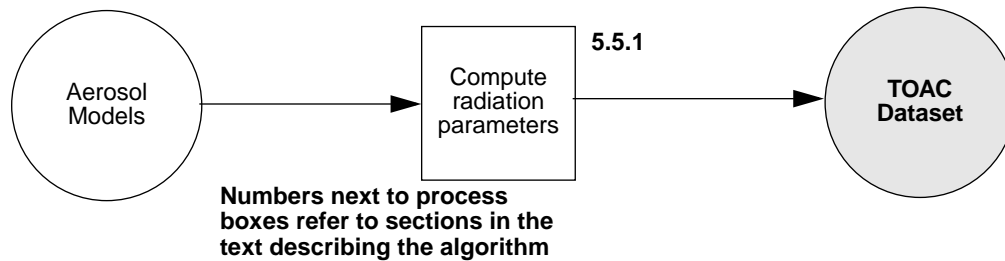 Aerosol
Models
Compute
radiation
parameters
5.5.1
TOAC
Dataset
Numbers next to process
boxes refer to sections in the
text describing the algorithm